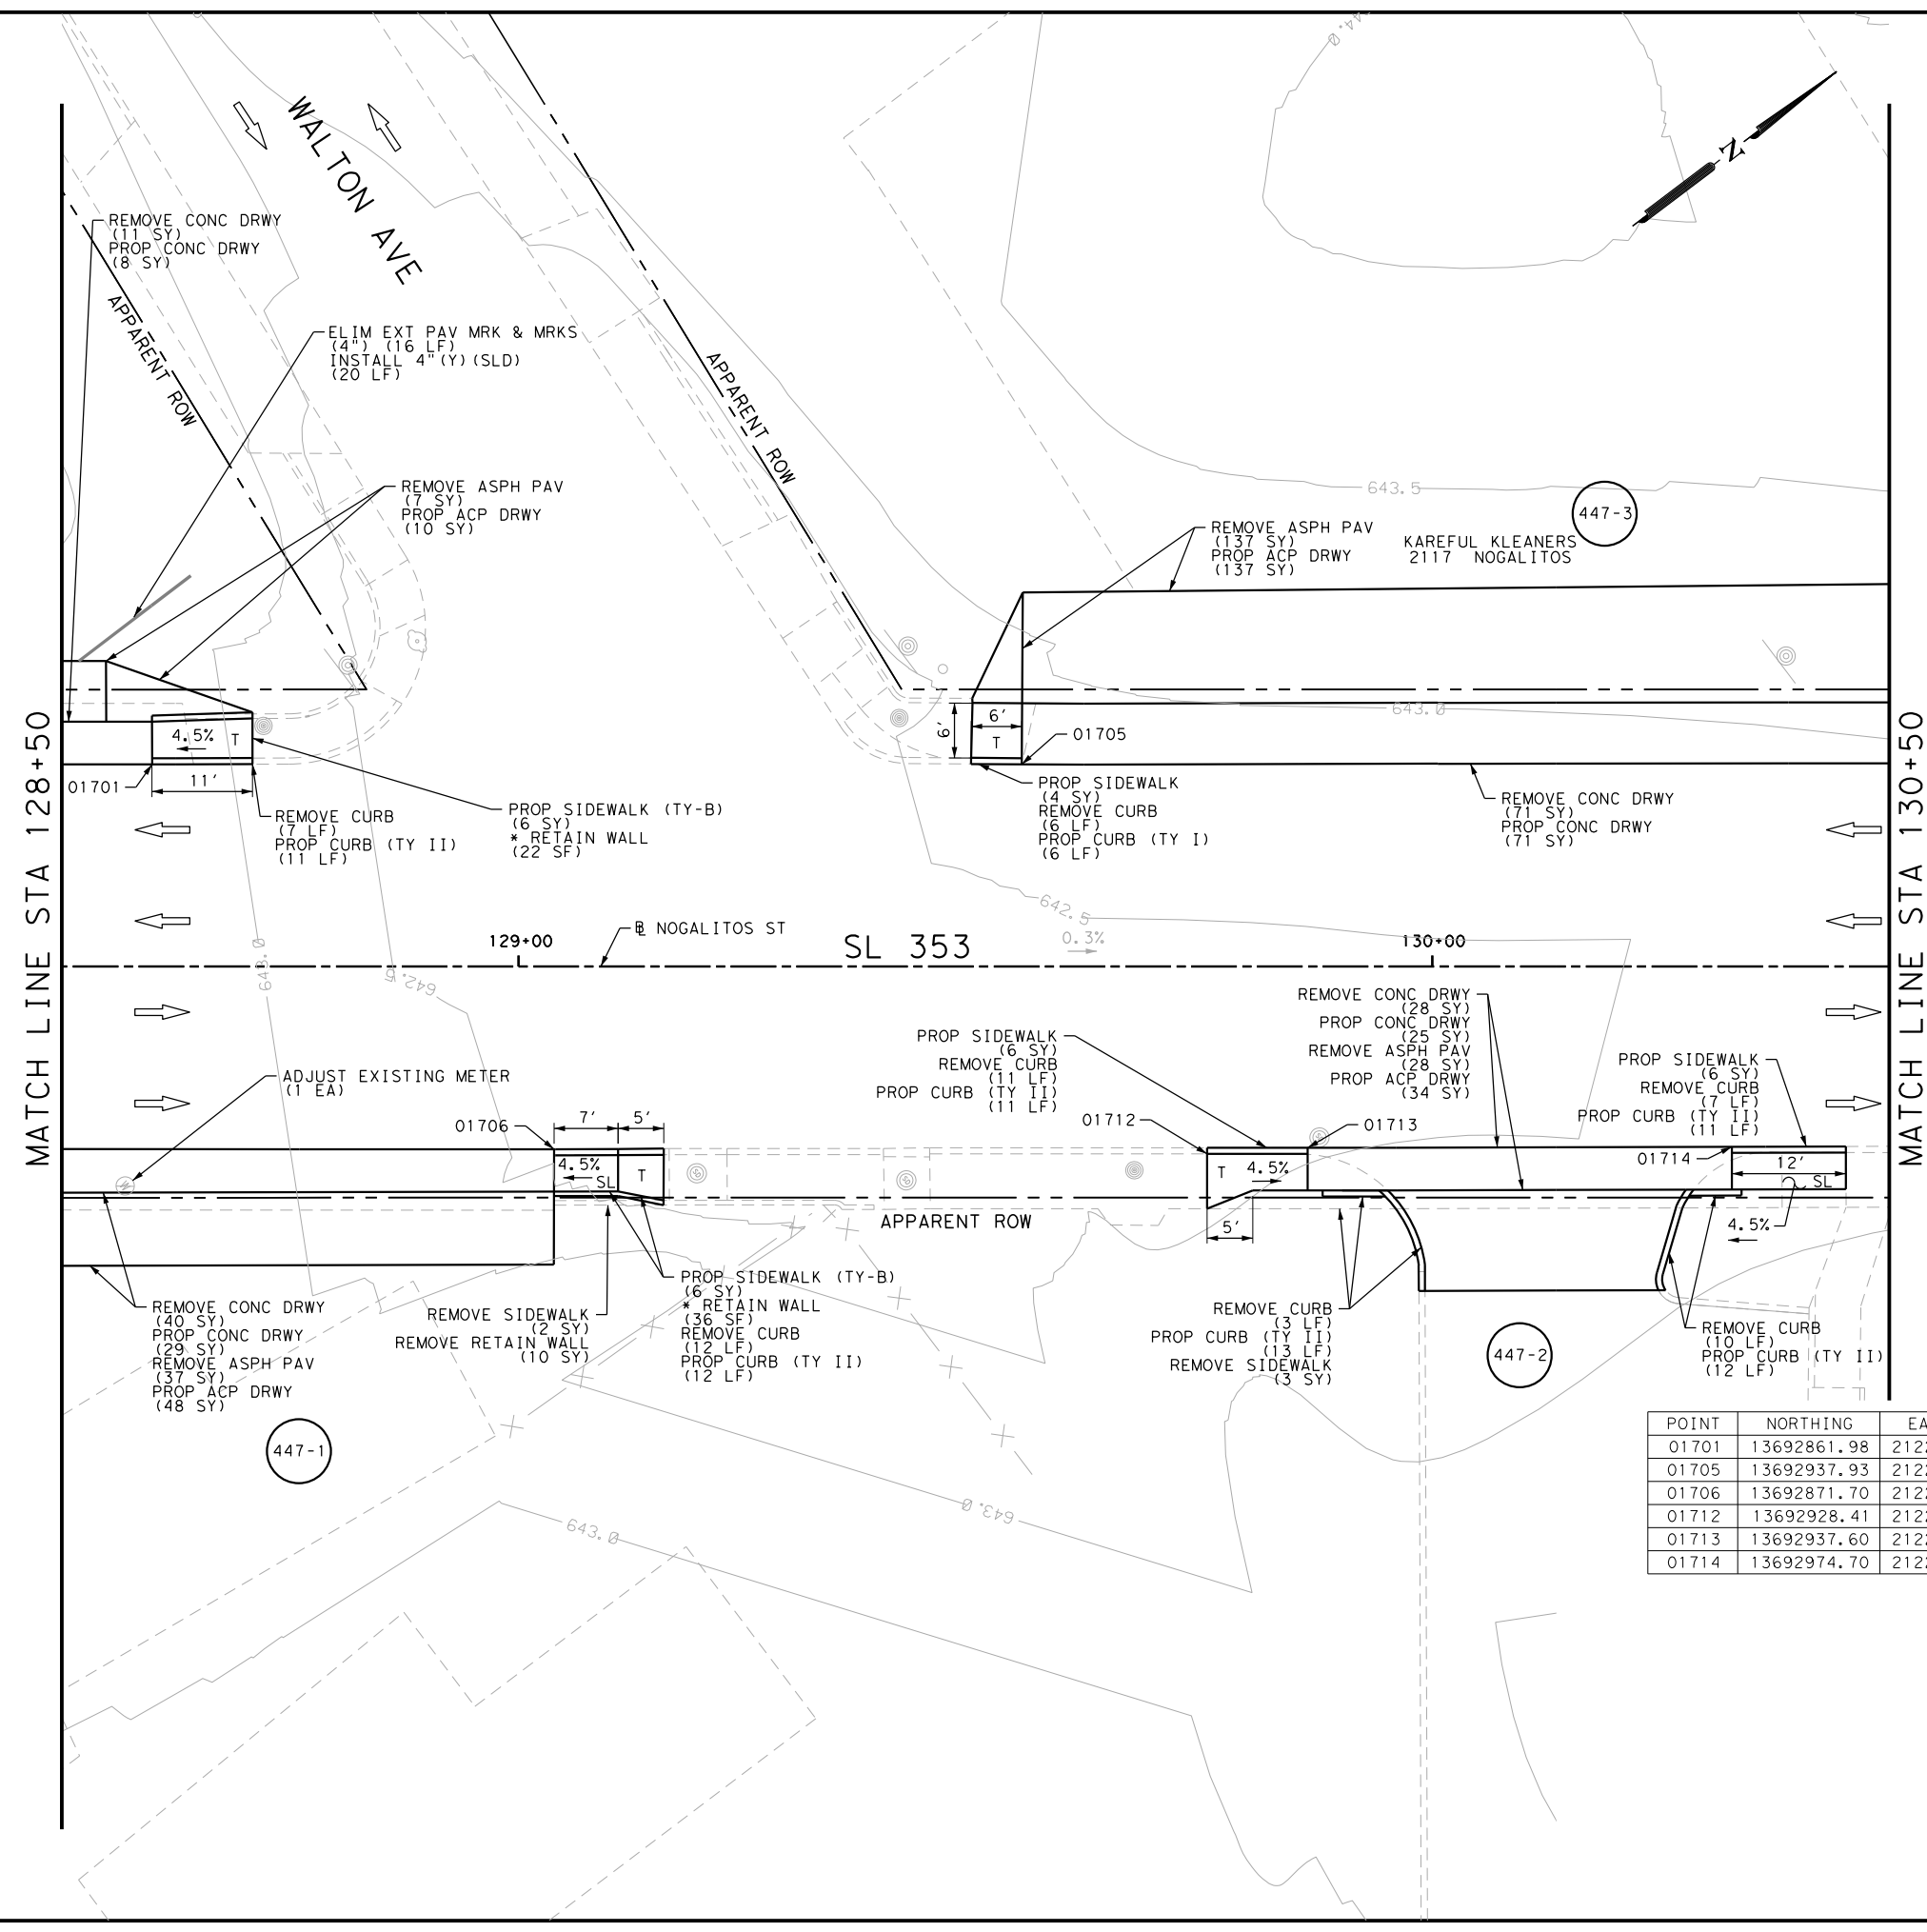 WALTON AVE
44.0
N
REMOVE CONC DRWY
(11 SY)
PROP CONC DRWY
(8 SY)
APPARENT ROW
ELIM EXT PAV MRK & MRKS
(4") (16 LF)
INSTALL 4"(Y)(SLD)
(20 LF)
APPARENT ROW
REMOVE ASPH PAV
(7 SY)
PROP ACP DRWY
(10 SY)
643.5
447-3
REMOVE ASPH PAV
(137 SY)
PROP ACP DRWY
(137 SY)
KAREFUL KLEANERS
2117 NOGALITOS
MATCH LINE STA 128+50
4.5%
T
01701
11'
REMOVE CURB
(7 LF)
PROP CURB (TY II)
(11 LF)
PROP SIDEWALK (TY-B)
(6 SY)
* RETAIN WALL
(22 SF)
6'
6'
T
01705
643.0
PROP SIDEWALK
(4 SY)
REMOVE CURB
(6 LF)
PROP CURB (TY I)
(6 LF)
REMOVE CONC DRWY
(71 SY)
PROP CONC DRWY
(71 SY)
MATCH LINE STA 130+50
643.0
642.5
129+00
BL NOGALITOS ST
SL 353
642.5
0.3%
130+00
ADJUST EXISTING METER
(1 EA)
01706
7'
5'
4.5%
SL
T
M
PROP SIDEWALK
(6 SY)
REMOVE CURB
(11 LF)
PROP CURB (TY II)
(11 LF)
01712
REMOVE CONC DRWY
(28 SY)
PROP CONC DRWY
(25 SY)
REMOVE ASPH PAV
(28 SY)
PROP ACP DRWY
(34 SY)
01713
PROP SIDEWALK
(6 SY)
REMOVE CURB
(7 LF)
PROP CURB (TY II)
(11 LF)
01714
12'
SL
4.5%
T
4.5%
5'
APPARENT ROW
REMOVE CONC DRWY
(40 SY)
PROP CONC DRWY
(29 SY)
REMOVE ASPH PAV
(37 SY)
PROP ACP DRWY
(48 SY)
REMOVE SIDEWALK
(2 SY)
REMOVE RETAIN WALL
(10 SY)
PROP SIDEWALK (TY-B)
(6 SY)
* RETAIN WALL
(36 SF)
REMOVE CURB
(12 LF)
PROP CURB (TY II)
(12 LF)
REMOVE CURB
(3 LF)
PROP CURB (TY II)
(13 LF)
REMOVE SIDEWALK
(3 SY)
447-2
REMOVE CURB
(10 LF)
PROP CURB (TY II)
(12 LF)
447-1
643.0
643.0
POINT NORTHING EA
01701 13692861.98 212
01705 13692937.93 212
01706 13692871.70 212
01712 13692928.41 212
01713 13692937.60 212
01714 13692974.70 212